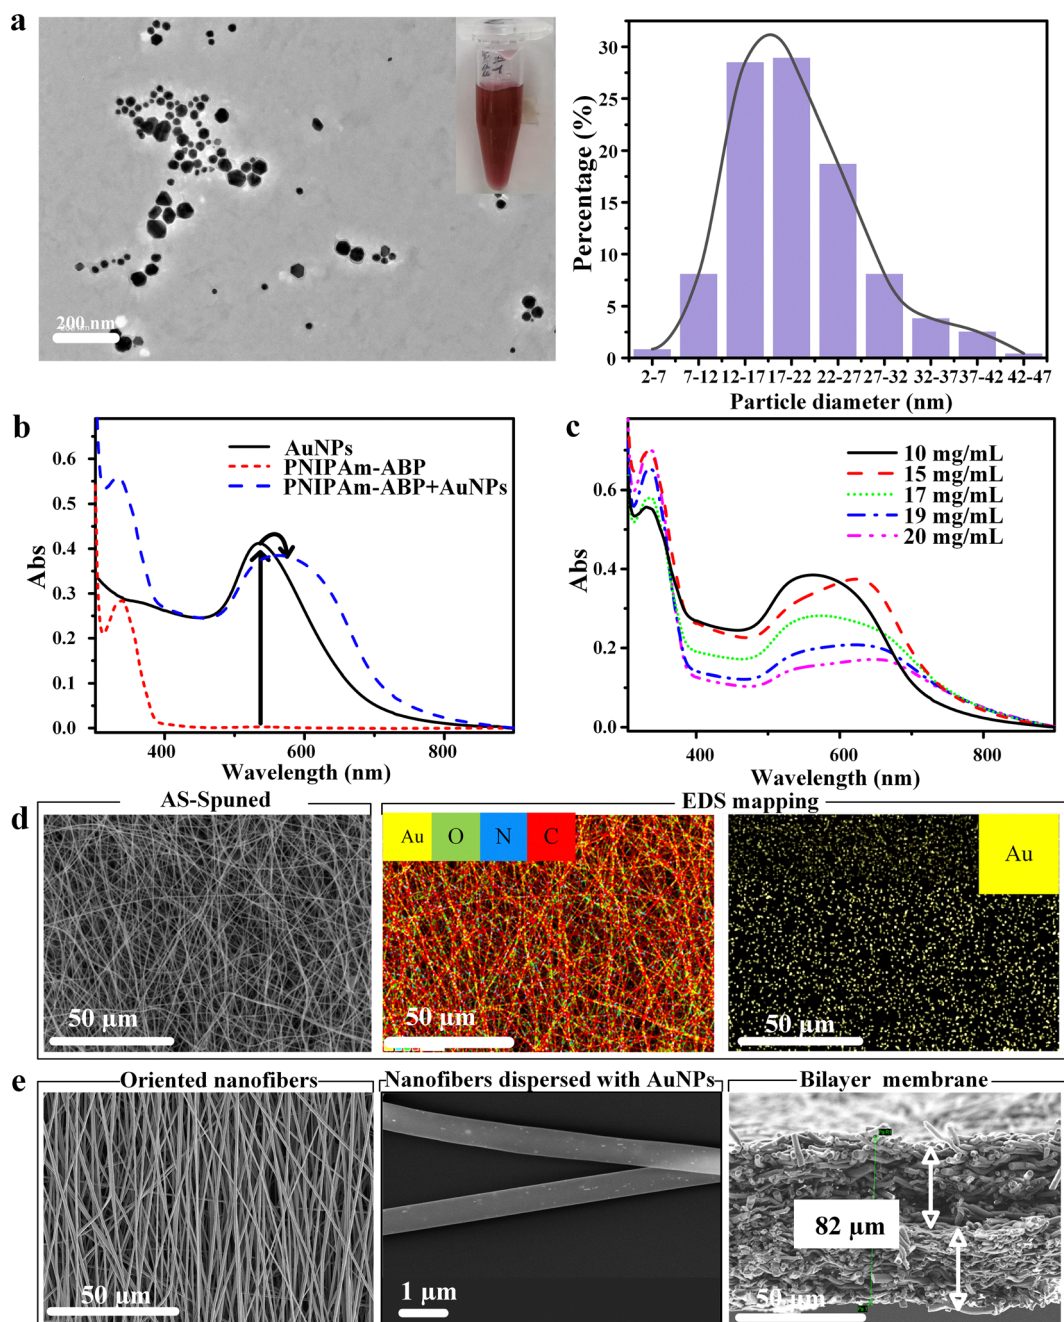 a
200 nm
Percentage (%)
30
25
20
15
10
5
0
2-7 7-12 12-17 17-22 22-27 27-32 32-37 37-42 42-47
Particle diameter (nm)
b
AuNPs
PNIPAm-ABP
PNIPAm-ABP+AuNPs
Abs
0.6
0.5
0.4
0.3
0.2
0.1
0.0
400 600 800
Wavelength (nm)
c
10 mg/mL
15 mg/mL
17 mg/mL
19 mg/mL
20 mg/mL
Abs
0.6
0.4
0.2
0.0
400 600 800
Wavelength (nm)
d
AS-Spuned
EDS mapping
Au O N C
Au
50 µm
50 µm
50 µm
e
Oriented nanofibers
Nanofibers dispersed with AuNPs
Bilayer membrane
82 µm
50 µm
1 µm
50 µm